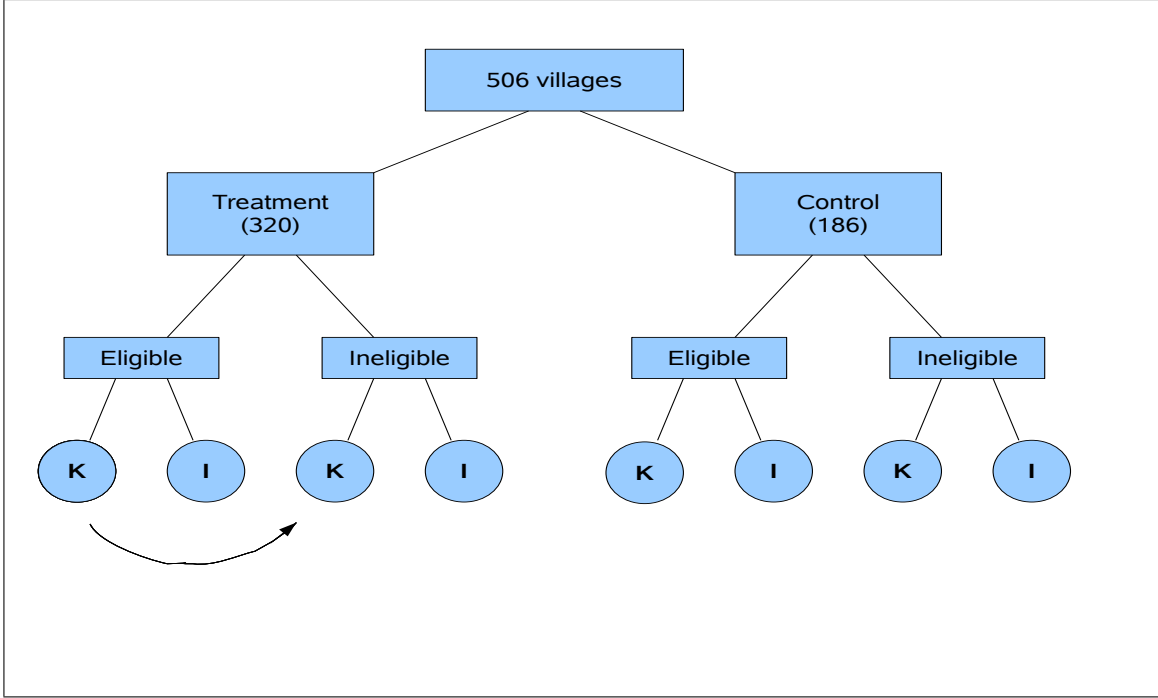 506 villages
Treatment
(320)
Control
(186)
Eligible
Ineligible
Eligible
Ineligible
K
I
K
I
K
I
K
I